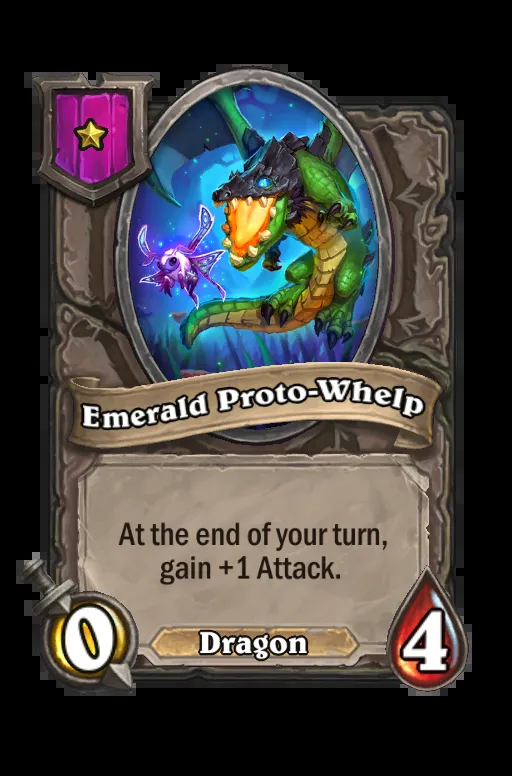 Emerald Proto-Whelp
At the end of your turn,
gain +1 Attack.
0
Dragon
4